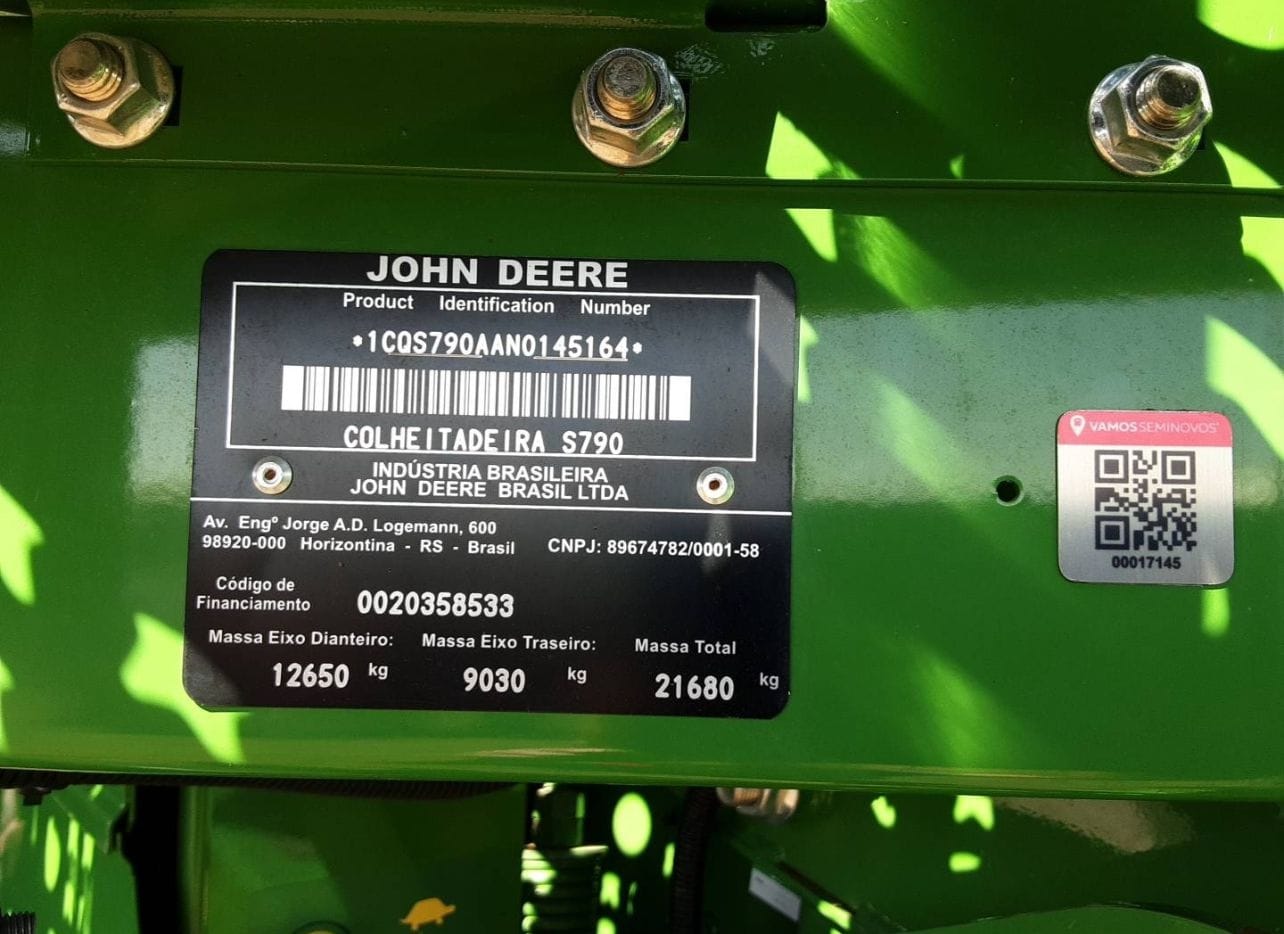 JOHN DEERE
Product Identification Number
*1CQS790AAN0145164*
COLHEITADEIRA S790
INDÚSTRIA BRASILEIRA
JOHN DEERE BRASIL LTDA
Av. Engº Jorge A.D. Logemann, 600
98920-000 Horizontina - RS - Brasil CNPJ: 89674782/0001-58
Código de
Financiamento 0020358533
Massa Eixo Dianteiro: Massa Eixo Traseiro: Massa Total
12650 kg 9030 kg 21680 kg
VAMOS SEMINOVOS
00017145